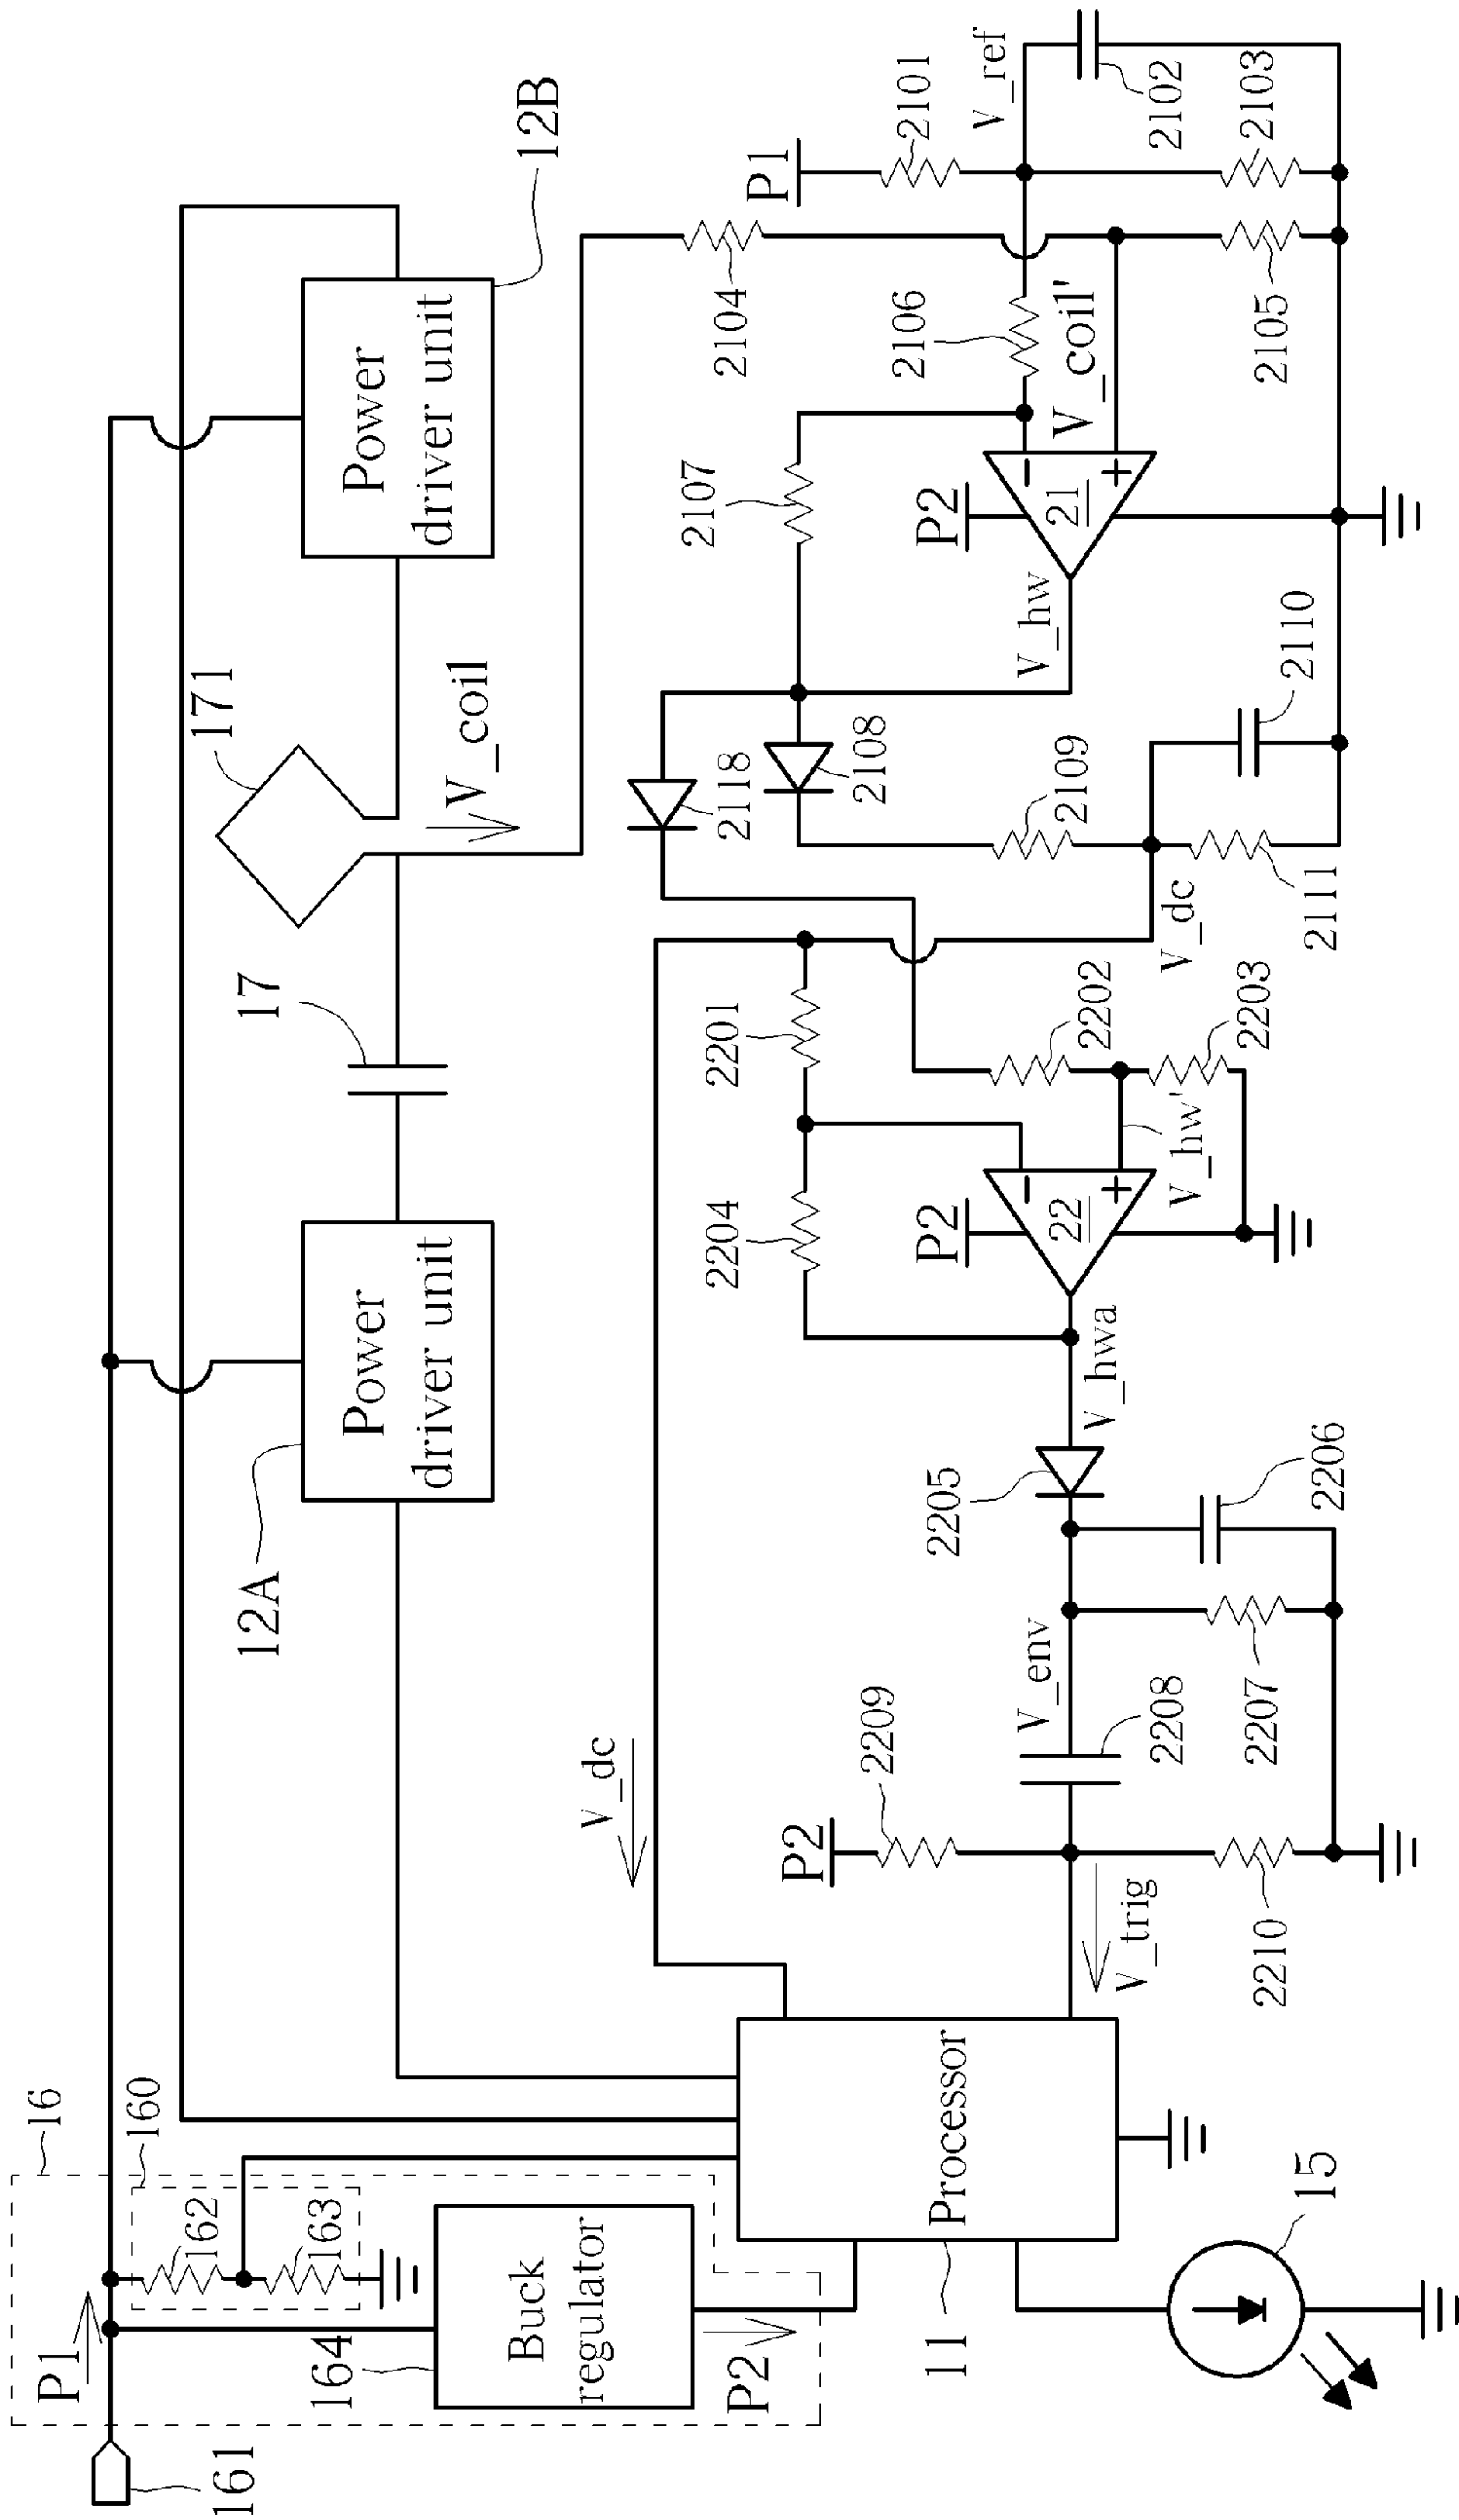 16
P1
160
162
171
161
12A
17
163
164
Power
driver unit
Power
driver unit
V_coil
12B
Buck
regulator
V_dc
2107
2204
2201
2118
2104
P2
P1
P2
2209
2108
2106
2101
11
Processor
2205
P2
P2
V_ref
V_env
V_hw
22
21
V_coil'
2109
2202
V_hwa
V_trig
2208
V_hw'
V_dc
2102
2210
2207
2203
2105
2103
15
2206
2111
2110